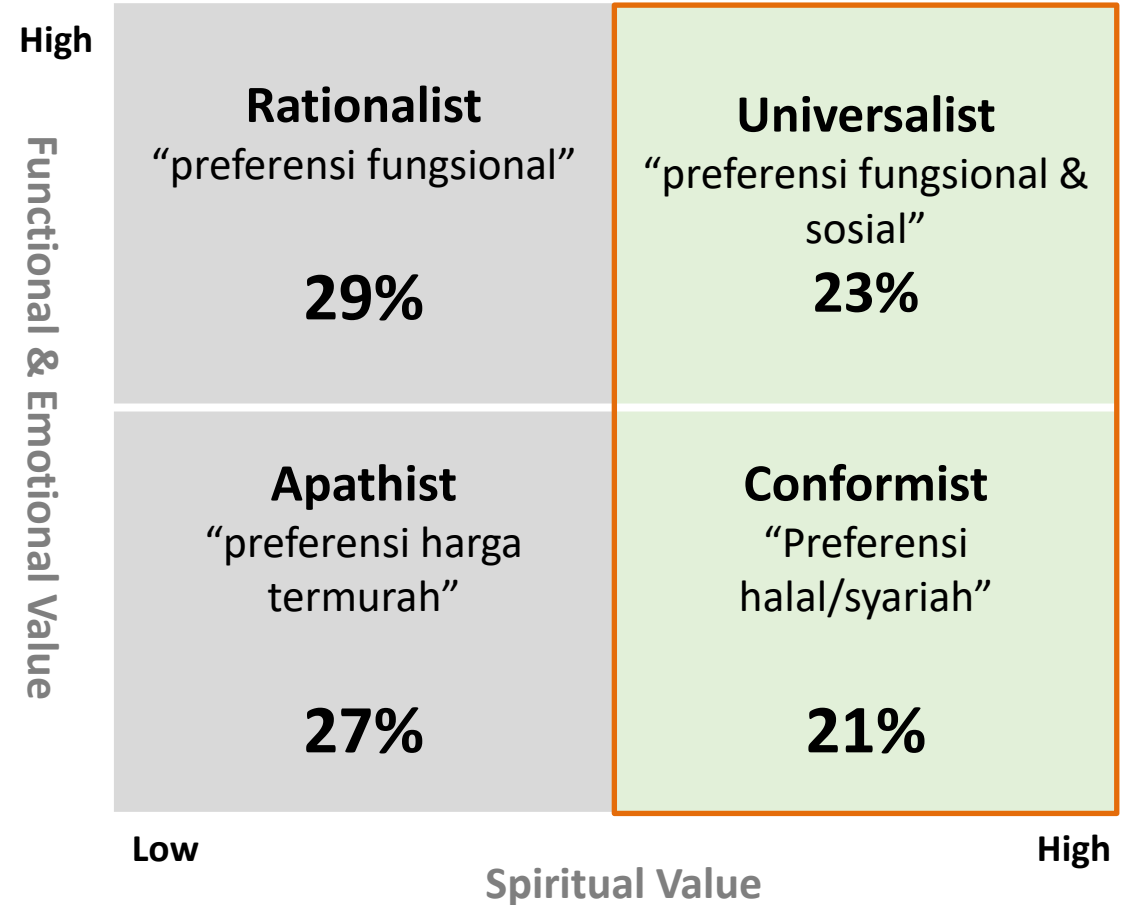 High
Functional & Emotional Value
Rationalist
“preferensi fungsional”
29%
Universalist
“preferensi fungsional &
sosial”
23%
Apathist
“preferensi harga
termurah”
27%
Conformist
“Preferensi
halal/syariah”
21%
Low
High
Spiritual Value